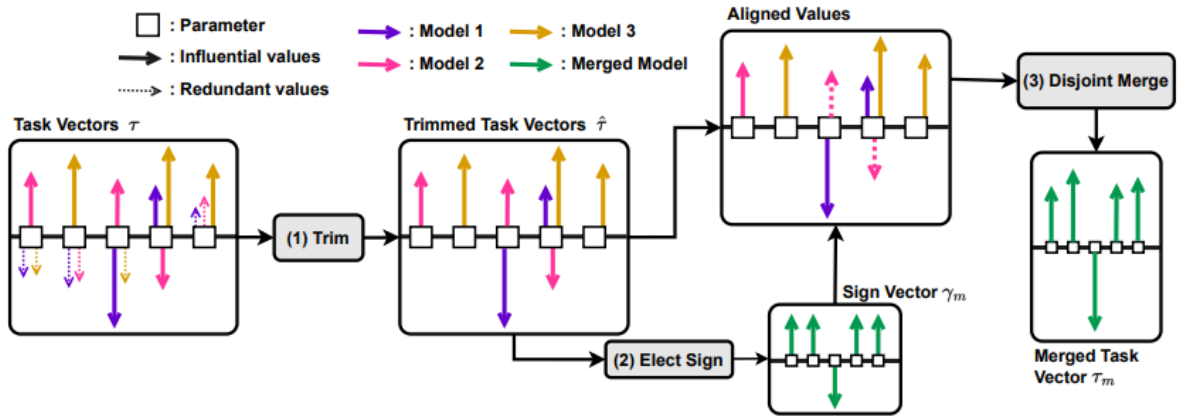 : Parameter
: Influential values
: Redundant values
: Model 1
: Model 2
: Model 3
: Merged Model
Task Vectors τ
(1) Trim
Trimmed Task Vectors τ̂
(2) Elect Sign
Sign Vector γₘ
Aligned Values
(3) Disjoint Merge
Merged Task
Vector τₘ